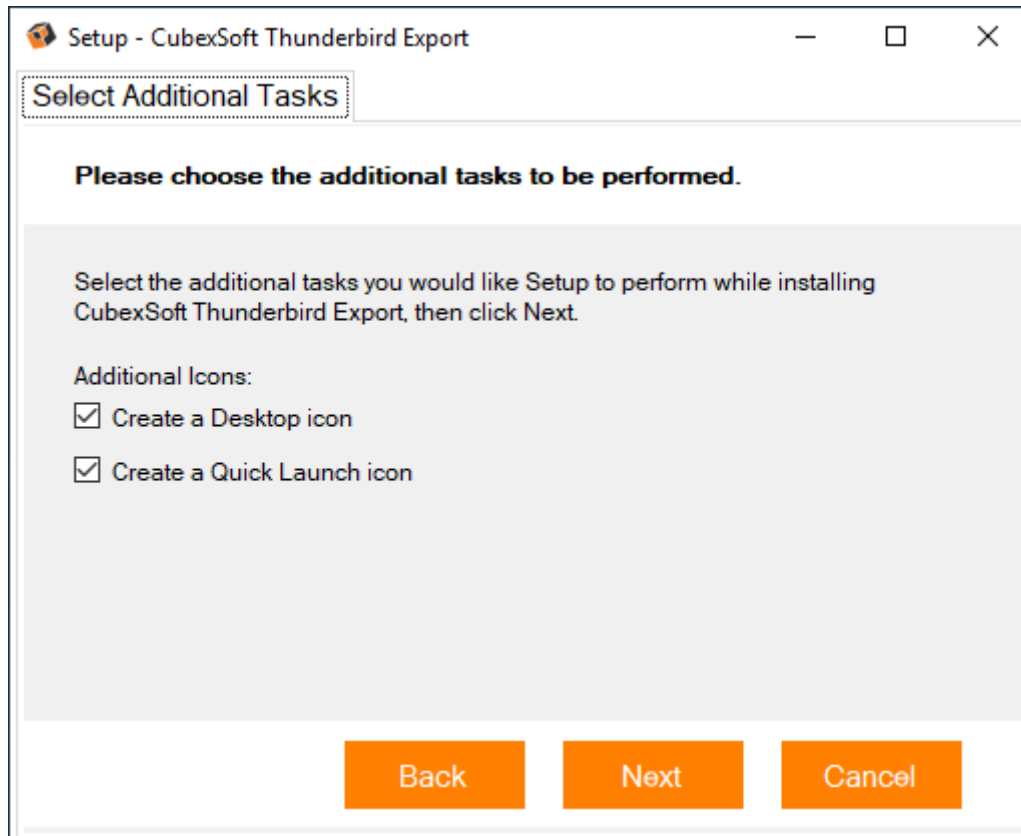 Setup - CubexSoft Thunderbird Export
Select Additional Tasks
Please choose the additional tasks to be performed.
Select the additional tasks you would like Setup to perform while installing
CubexSoft Thunderbird Export, then click Next.
Additional Icons:
Create a Desktop icon
Create a Quick Launch icon
Back
Next
Cancel